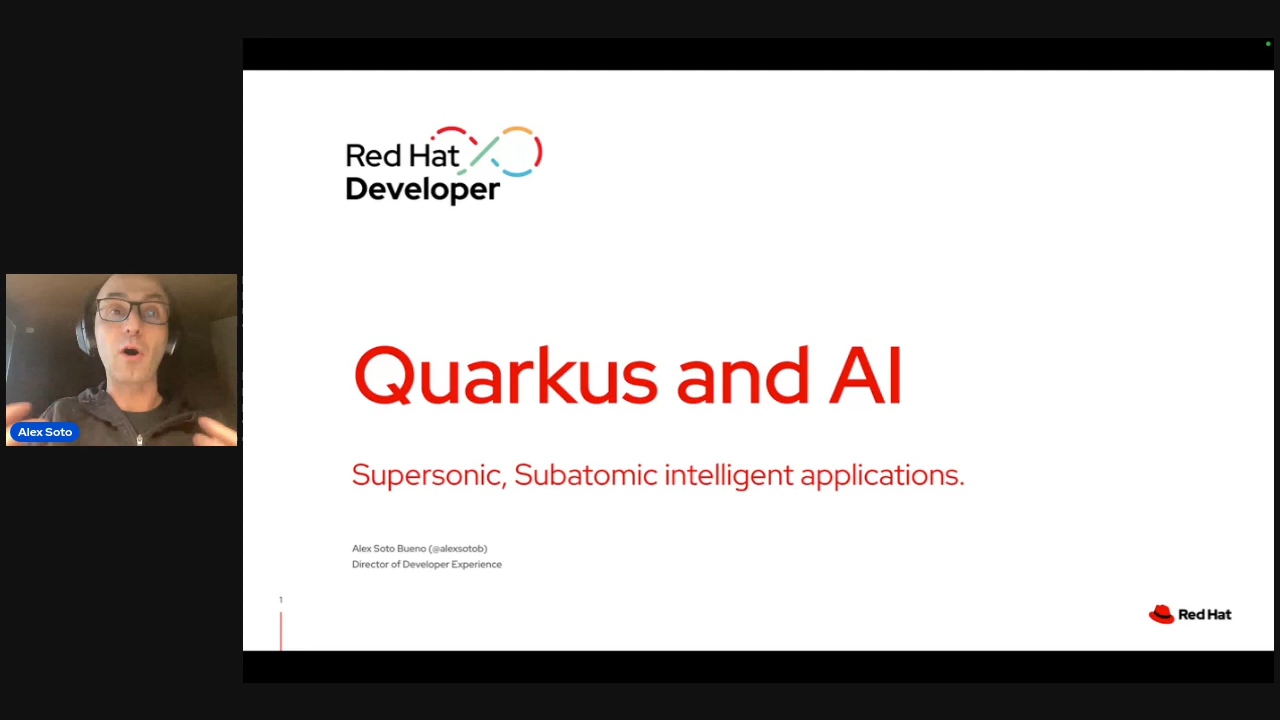 Red Hat
Developer
Quarkus and AI
Supersonic, Subatomic intelligent applications.
Alex Soto Bueno (@alexsotob)
Director of Developer Experience
1
Red Hat
Alex Soto